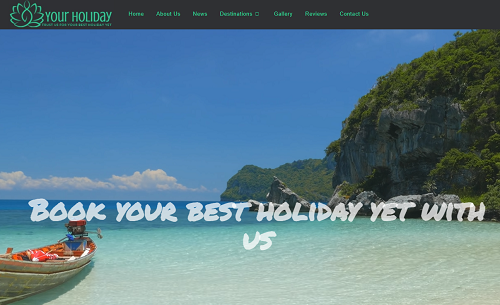 YOUR HOLIDAY
TRUST US FOR YOUR BEST HOLIDAY YET
Home About Us News Destinations Gallery Reviews Contact Us
Book your best holiday yet with
us